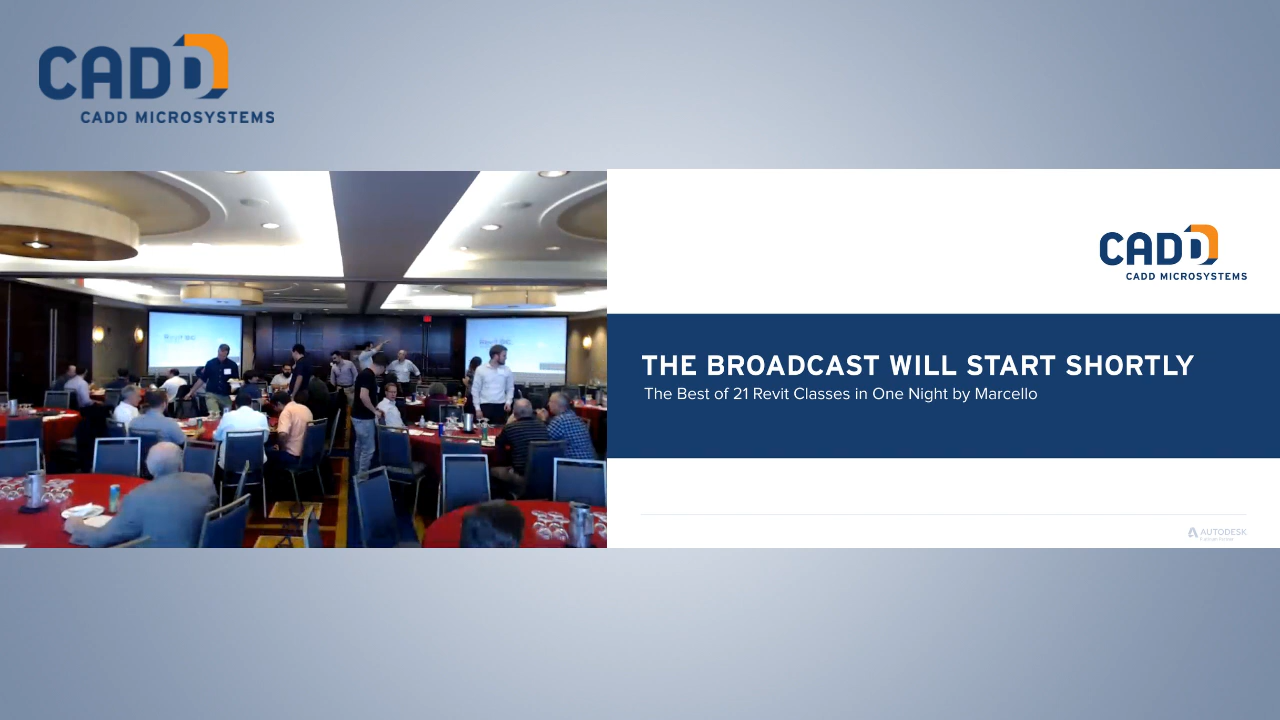 CADD
CADD MICROSYSTEMS
CADD
CADD MICROSYSTEMS
THE BROADCAST WILL START SHORTLY
The Best of 21 Revit Classes in One Night by Marcello
AUTODESK